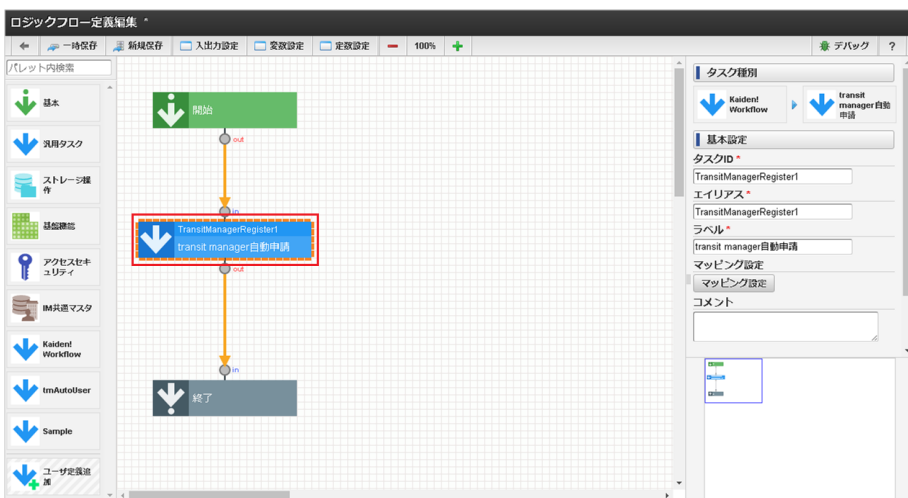 ロジックフロー定義編集 *
一時保存 新規保存 入出力設定 変数設定 定数設定 100% デバッグ ?
パレット内検索
基本
汎用タスク
ストレージ操
作
基盤機能
アクセスセキ
ュリティ
IM共通マスタ
Kaiden!
Workflow
tmAutoUser
Sample
ユーザ定義追
加
開始
out
in
TransitManagerRegister1
transit manager自動申請
out
in
終了
タスク種別
Kaiden!
Workflow
transit
manager自動
申請
基本設定
タスクID *
TransitManagerRegister1
エイリアス *
TransitManagerRegister1
ラベル *
transit manager自動申請
マッピング設定
マッピング設定
コメント